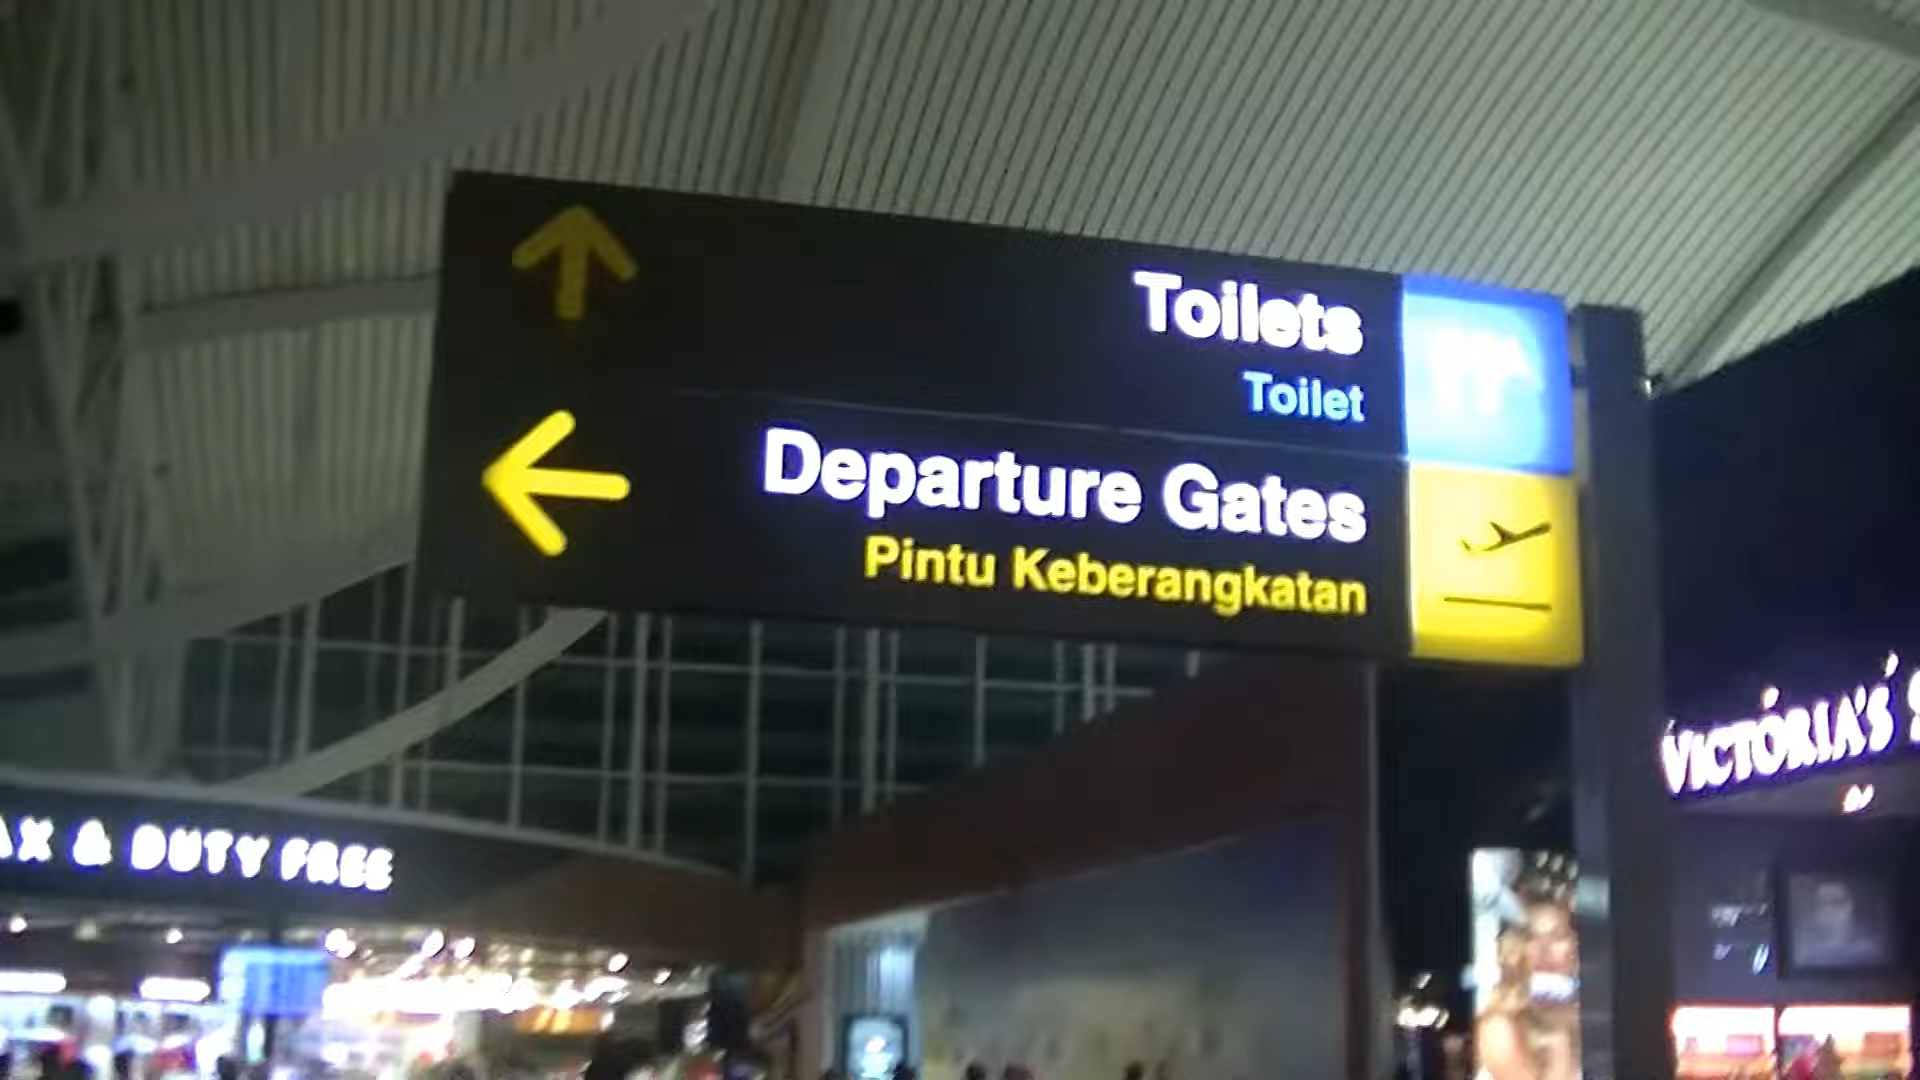 Toilets
Toilet
Departure Gates
Pintu Keberangkatan
VICTORIA'S
& DUTY FREE